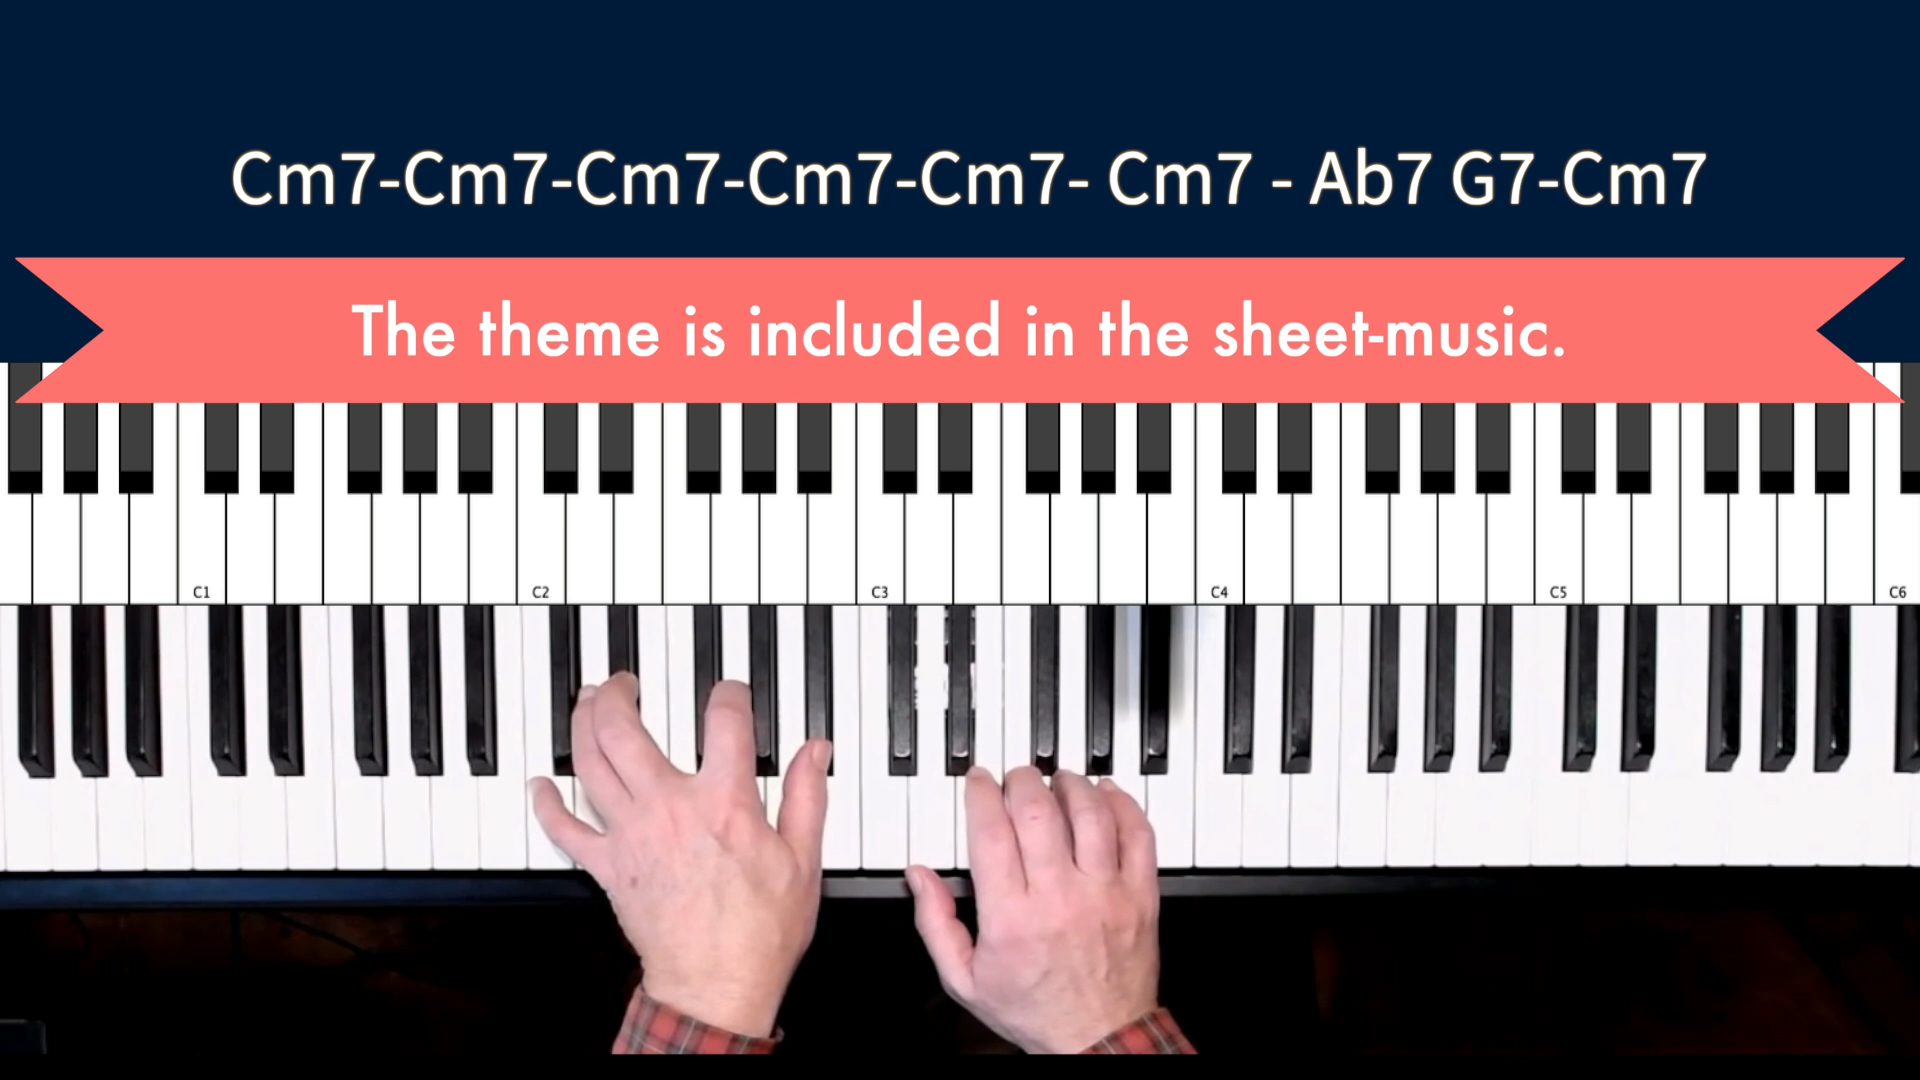 Cm7-Cm7-Cm7-Cm7-Cm7- Cm7 - Ab7 G7-Cm7
The theme is included in the sheet-music.
C1 C2 C3 C4 C5 C6